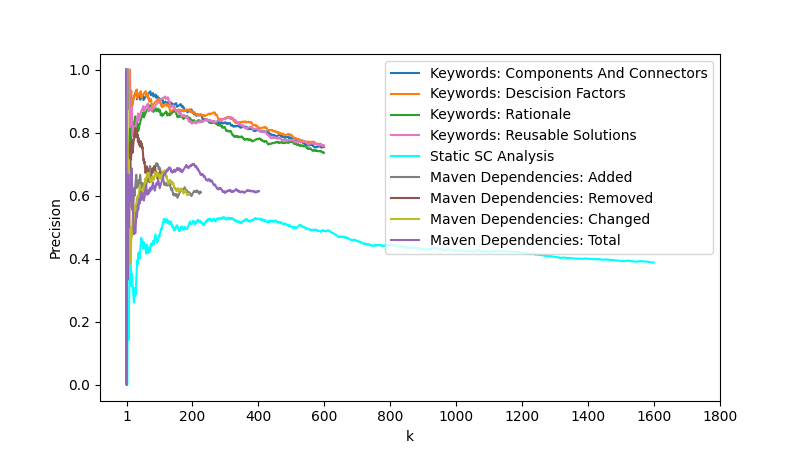 Precision
1.0
0.8
0.6
0.4
0.2
0.0
Keywords: Components And Connectors
Keywords: Descision Factors
Keywords: Rationale
Keywords: Reusable Solutions
Static SC Analysis
Maven Dependencies: Added
Maven Dependencies: Removed
Maven Dependencies: Changed
Maven Dependencies: Total
1 200 400 600 800 1000 1200 1400 1600 1800
k